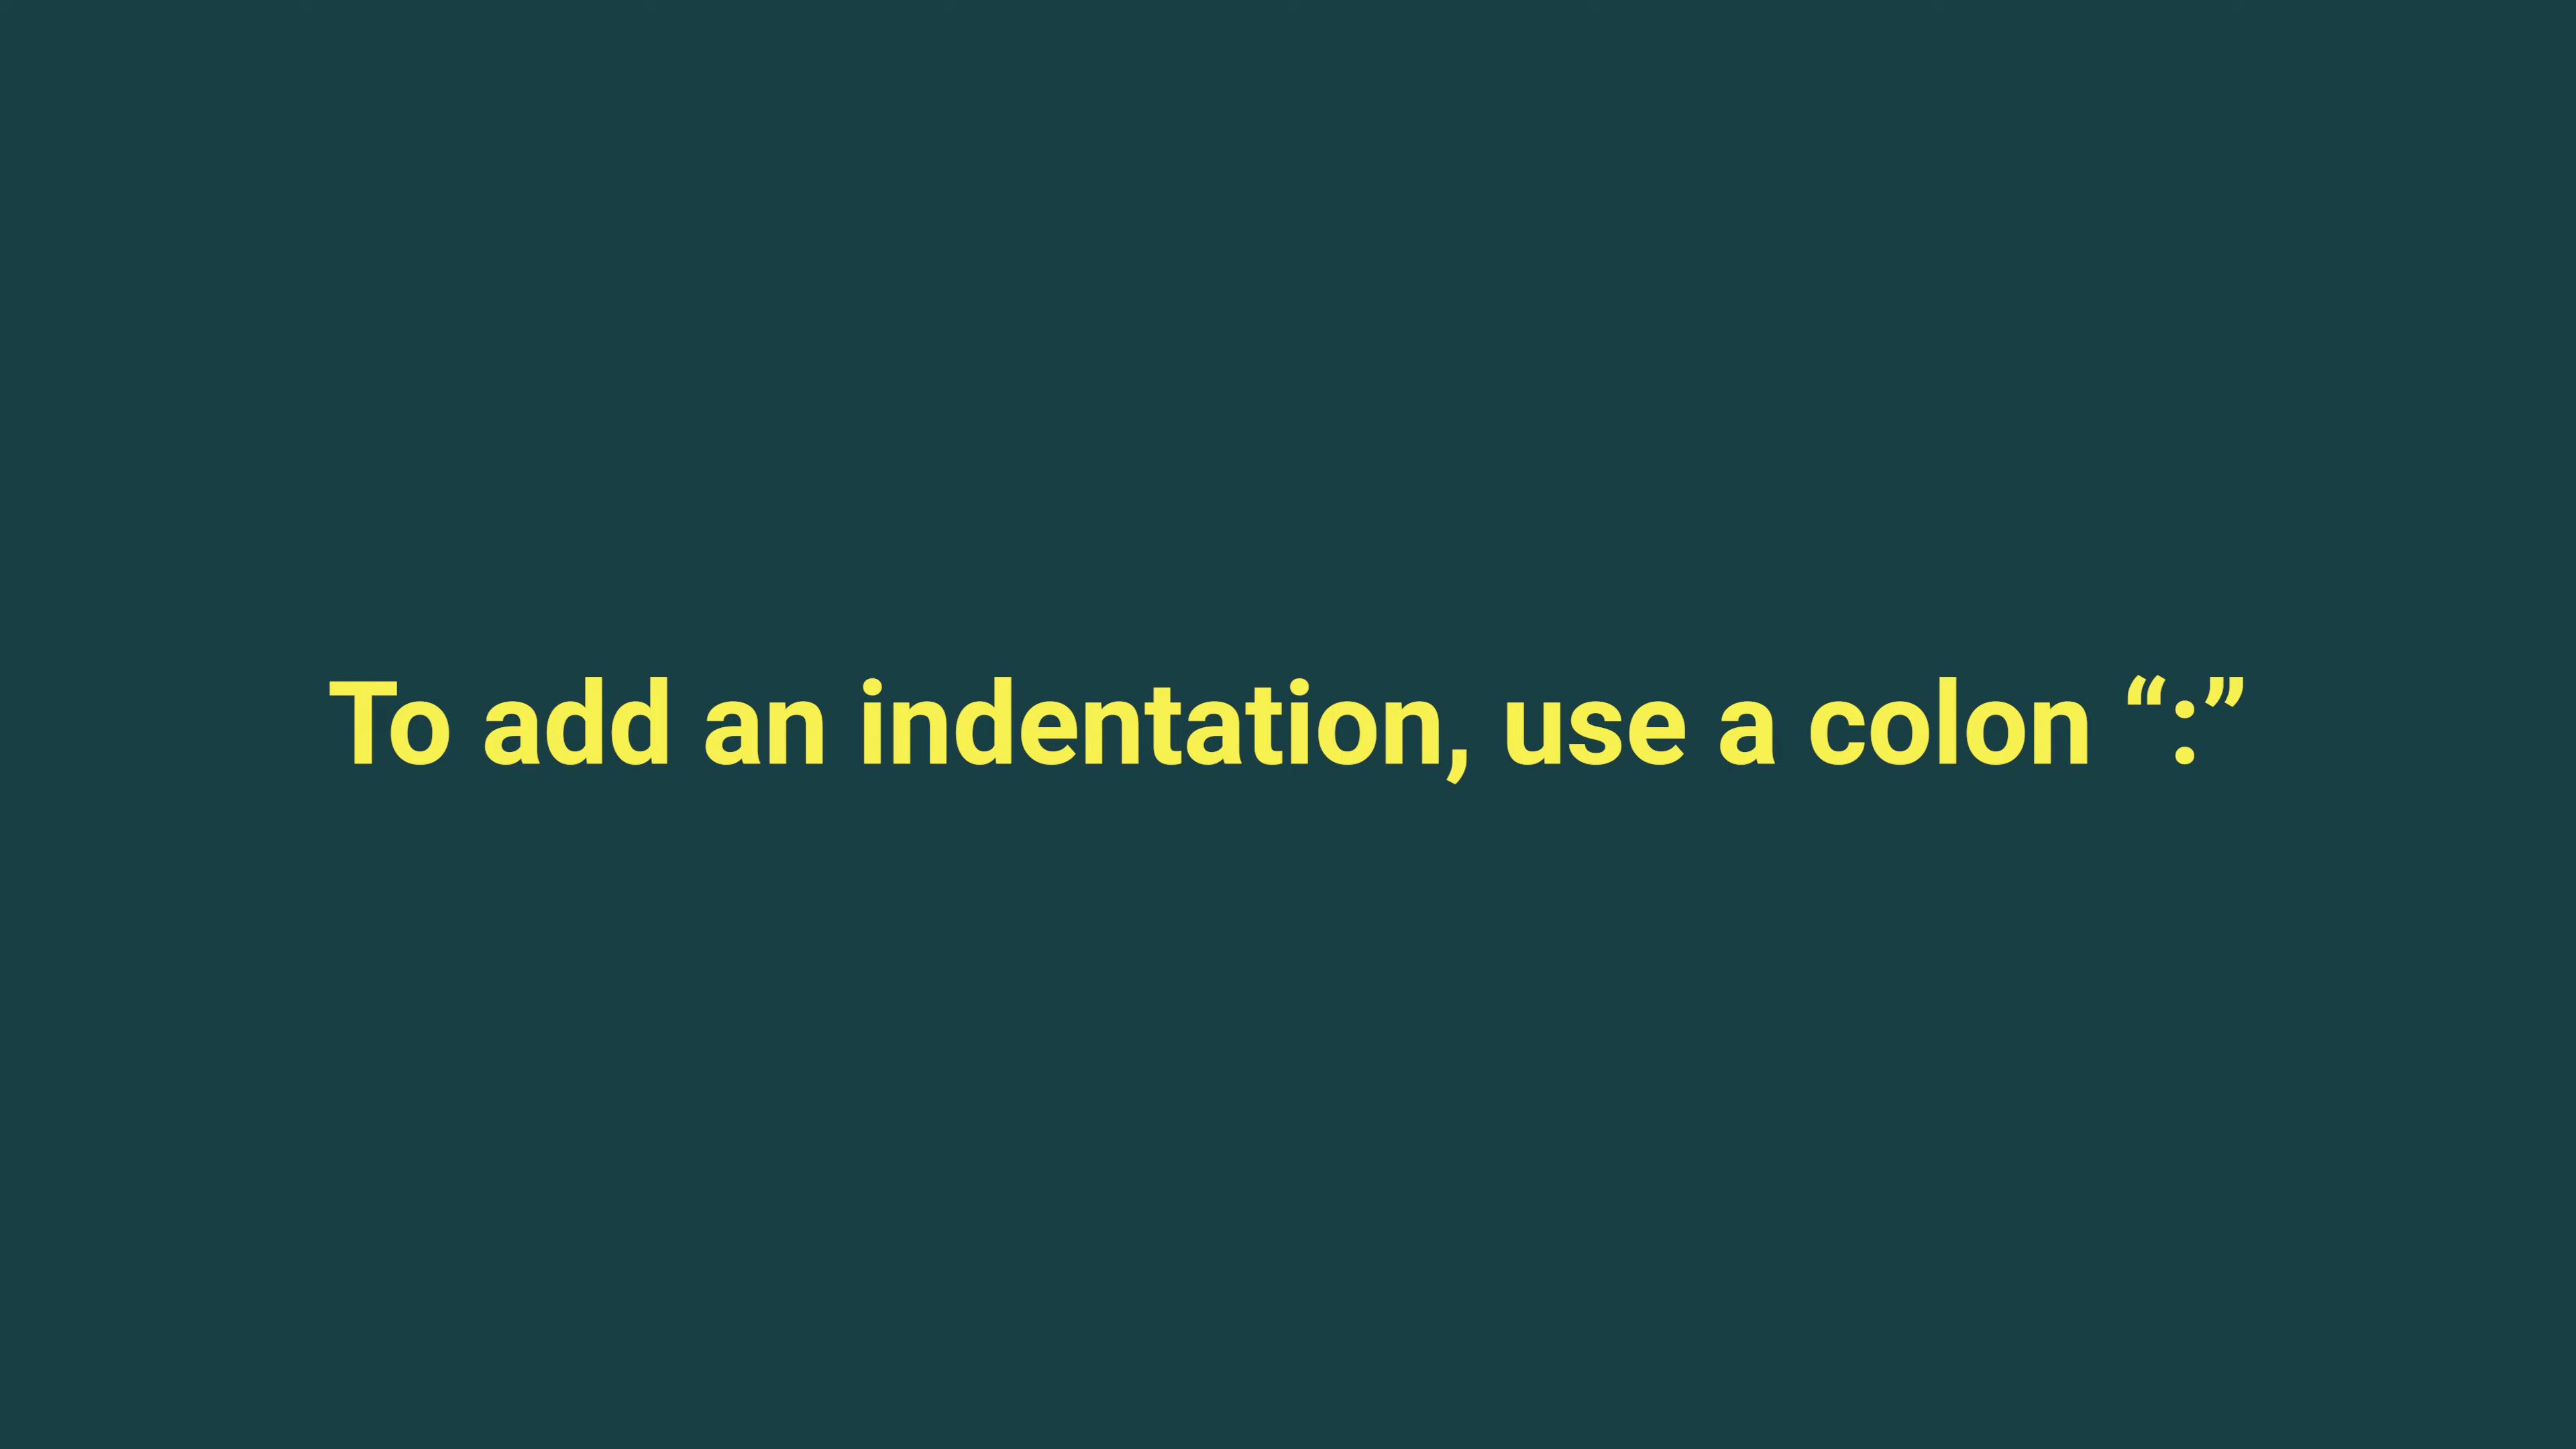 To add an indentation, use a colon “:”